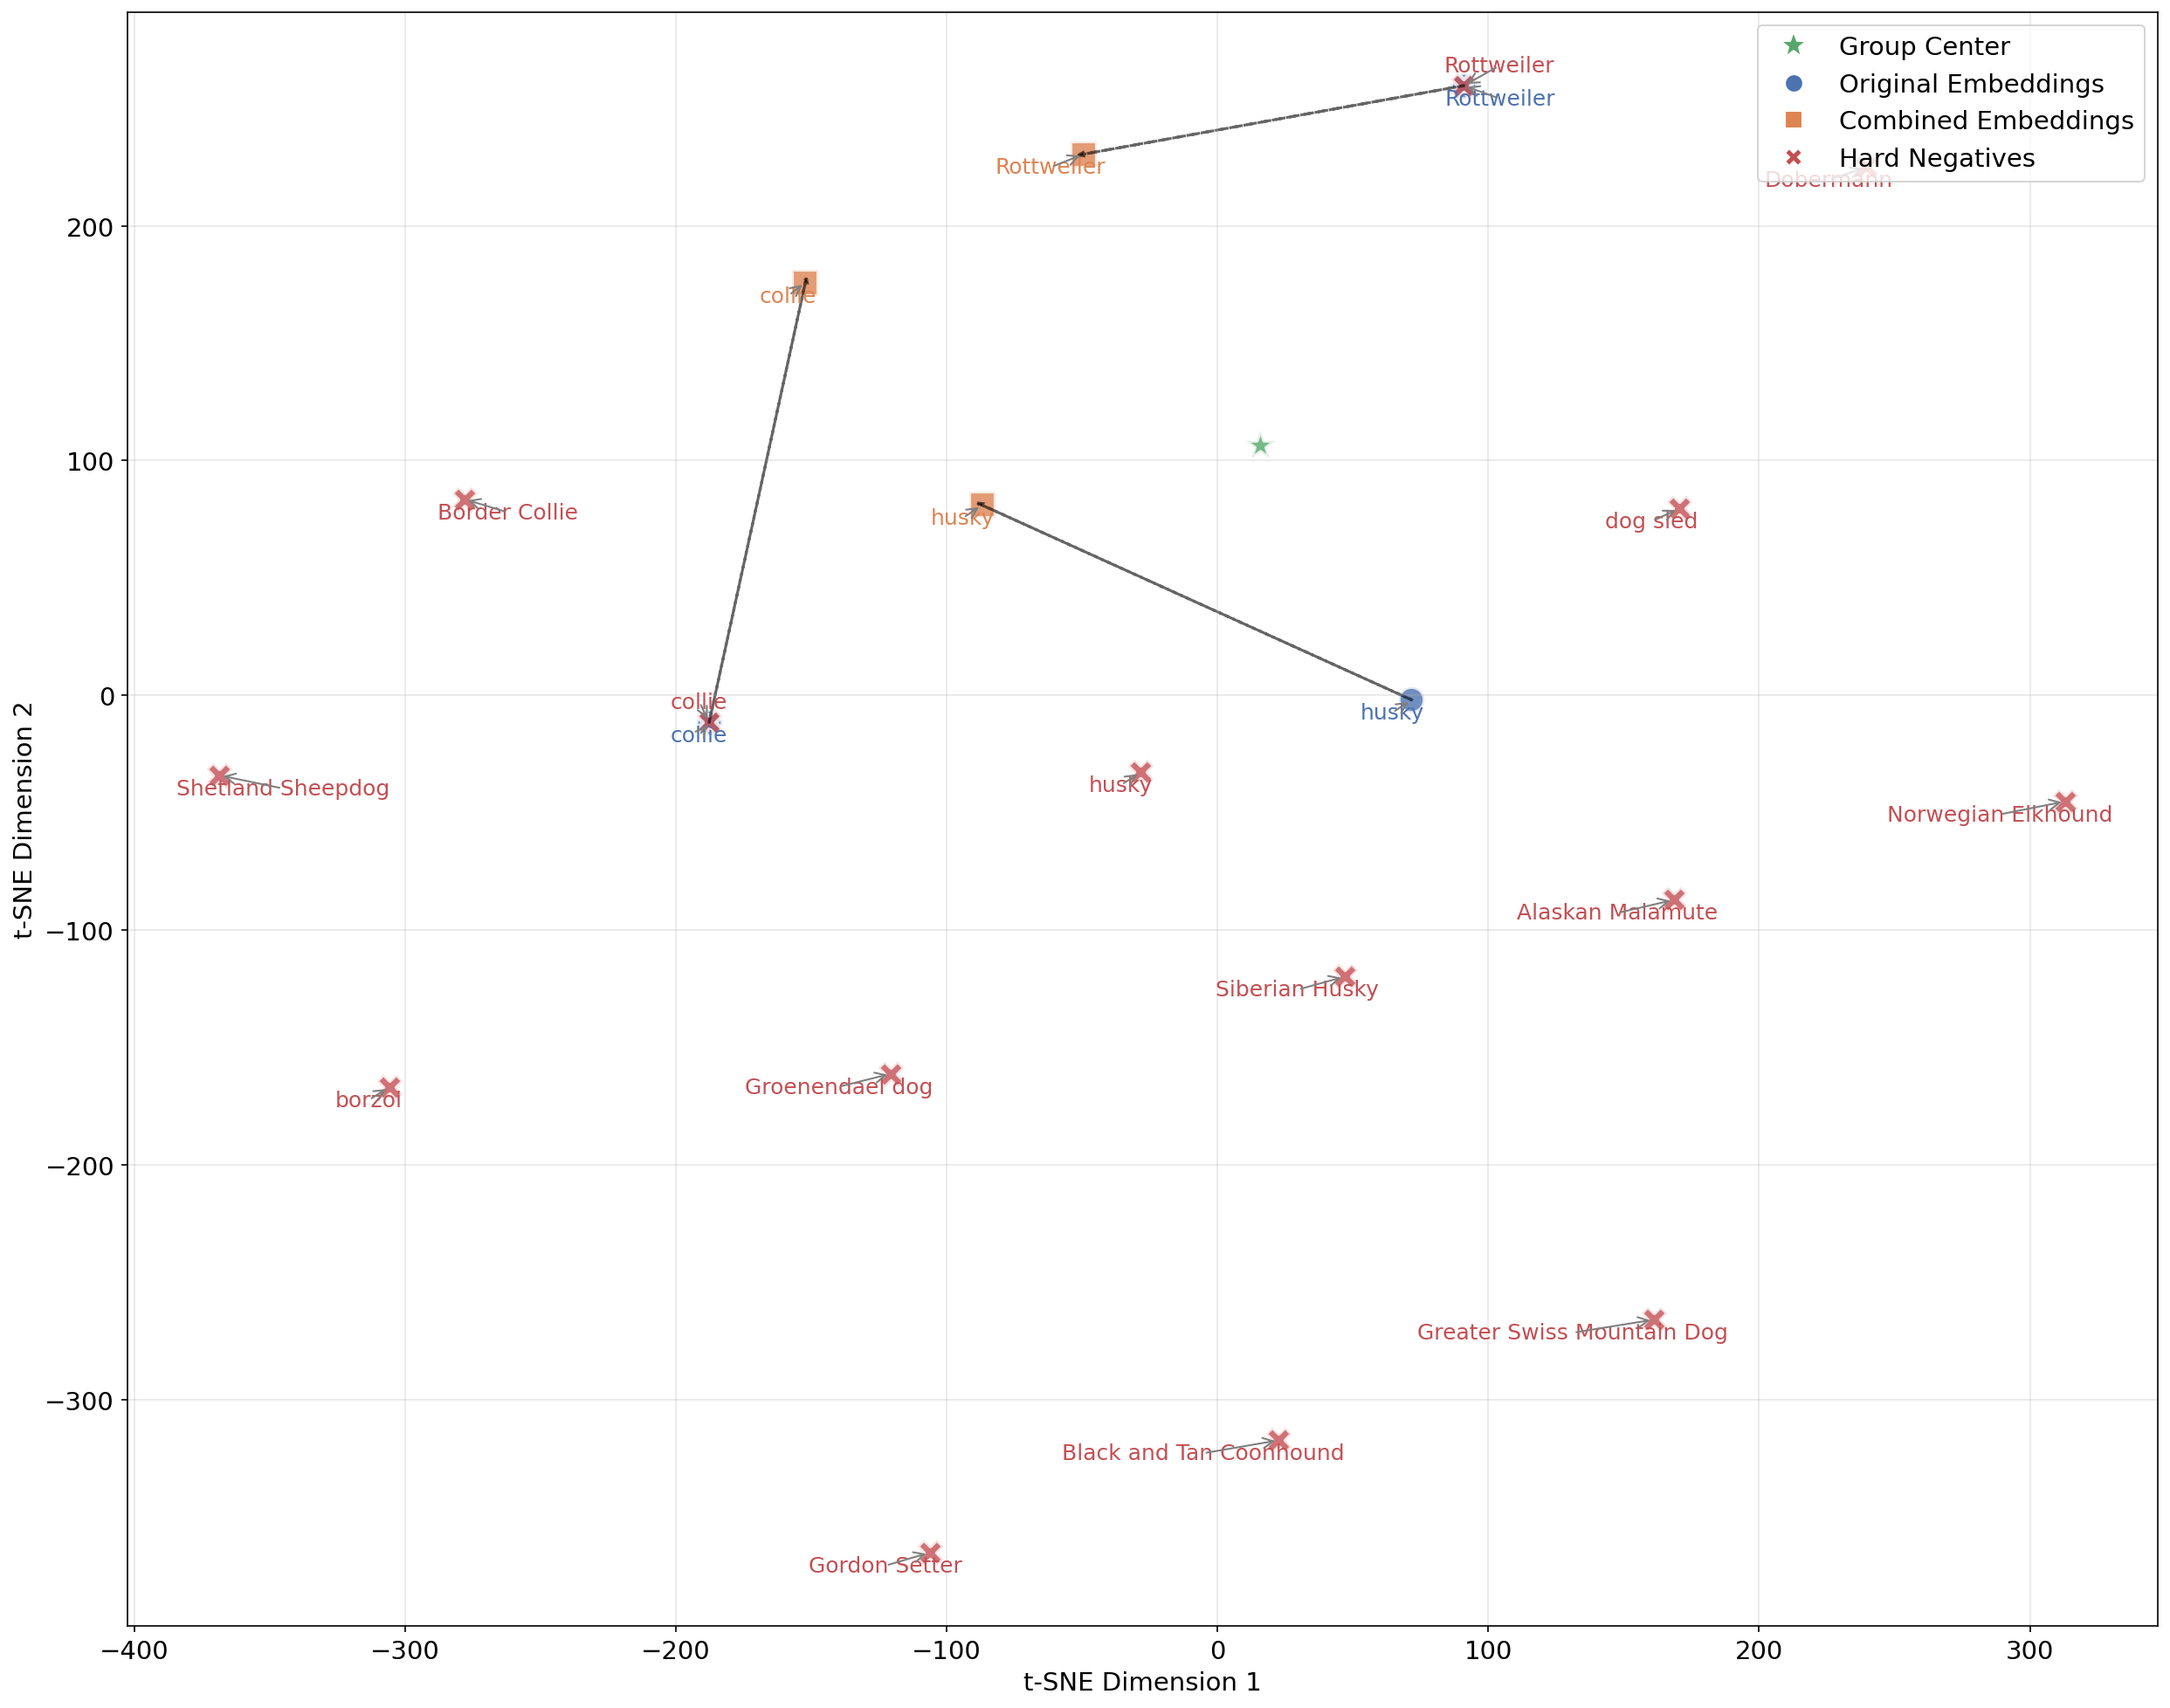 Rottweiler
Rottweiler
Rottweiler
Group Center
Original Embeddings
Combined Embeddings
Hard Negatives
Dobermann
200
collie
100
Border Collie
husky
dog sled
0
collie
collie
husky
husky
Shetland Sheepdog
Norwegian Elkhound
−100
Alaskan Malamute
Siberian Husky
Groenendael dog
borzoi
−200
Greater Swiss Mountain Dog
−300
Black and Tan Coonhound
Gordon Setter
−400
−300
−200
−100
0
100
200
300
t-SNE Dimension 1
t-SNE Dimension 2